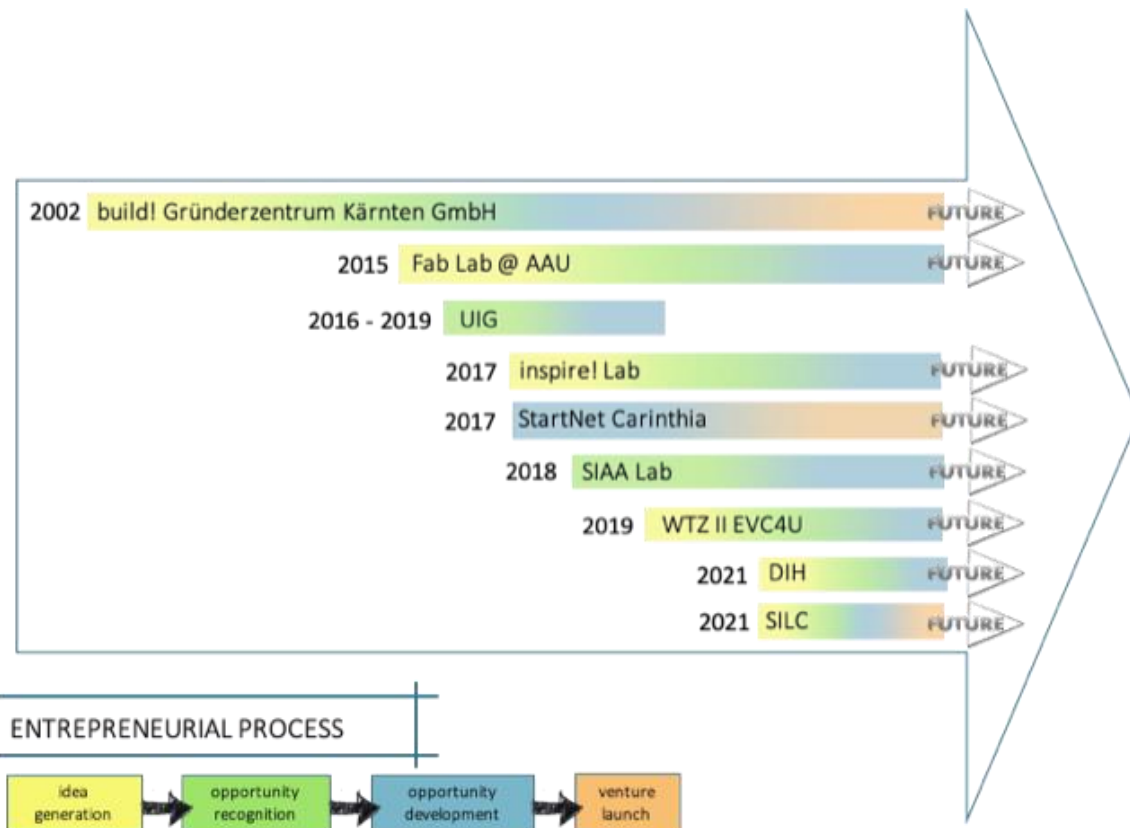 2002 build! Gründerzentrum Kärnten GmbH FUTURE
2015 Fab Lab @ AAU FUTURE
2016 - 2019 UIG
2017 inspire! Lab FUTURE
2017 StartNet Carinthia FUTURE
2018 SIAA Lab FUTURE
2019 WTZ II EVC4U FUTURE
2021 DIH FUTURE
2021 SILC FUTURE
ENTREPRENEURIAL PROCESS
idea generation
opportunity recognition
opportunity development
venture launch